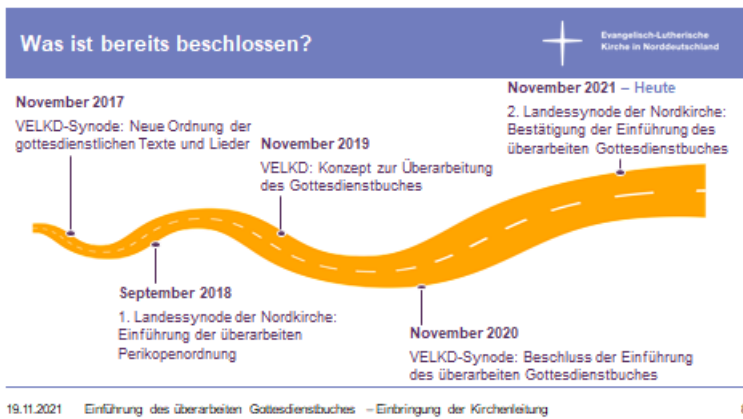 Was ist bereits beschlossen?
Evangelisch-Lutherische
Kirche in Norddeutschland
November 2017
VELKD-Synode: Neue Ordnung der
gottesdienstlichen Texte und Lieder
September 2018
1. Landessynode der Nordkirche:
Einführung der überarbeiten
Perikopenordnung
November 2019
VELKD: Konzept zur Überarbeitung
des Gottesdienstbuches
November 2020
VELKD-Synode: Beschluss der Einführung
des überarbeiten Gottesdienstbuches
November 2021 – Heute
2. Landessynode der Nordkirche:
Bestätigung der Einführung des
überarbeiten Gottesdienstbuches
19.11.2021 Einführung des überarbeiten Gottesdienstbuches – Einbringung der Kirchenleitung